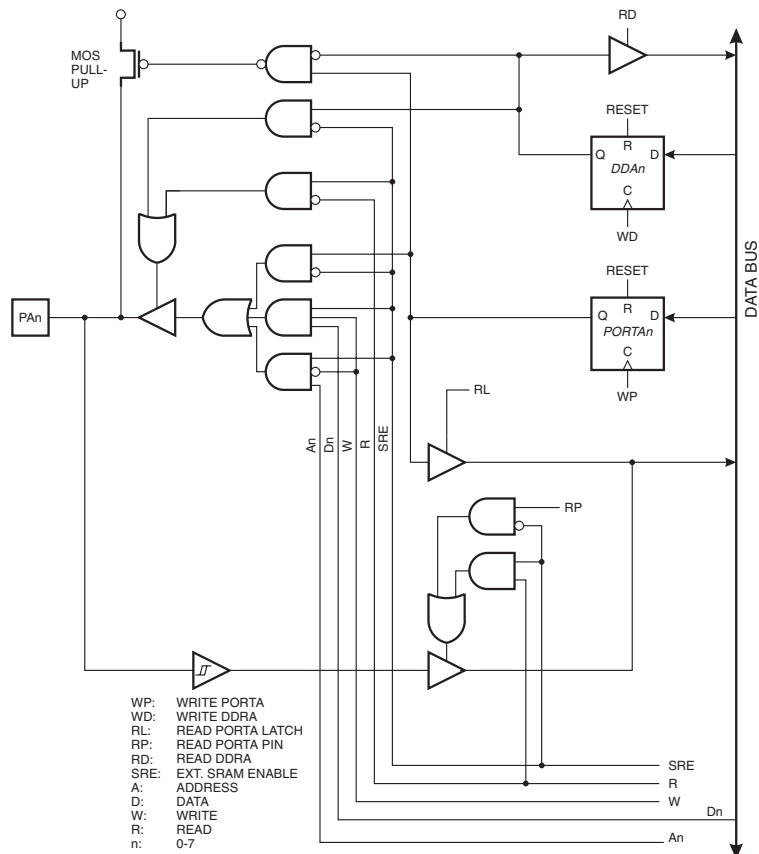 RD
MOS
PULL-
UP
RESET
R
Q
D
DDAn
C
WD
RESET
R
Q
D
PORTAn
C
WP
DATA BUS
PAn
RL
An
Dn
W
R
SRE
RP
WP: WRITE PORTA
WD: WRITE DDRA
RL: READ PORTA LATCH
RP: READ PORTA PIN
RD: READ DDRA
SRE: EXT. SRAM ENABLE
A: ADDRESS
D: DATA
W: WRITE
R: READ
n: 0-7
SRE
R
W
Dn
An